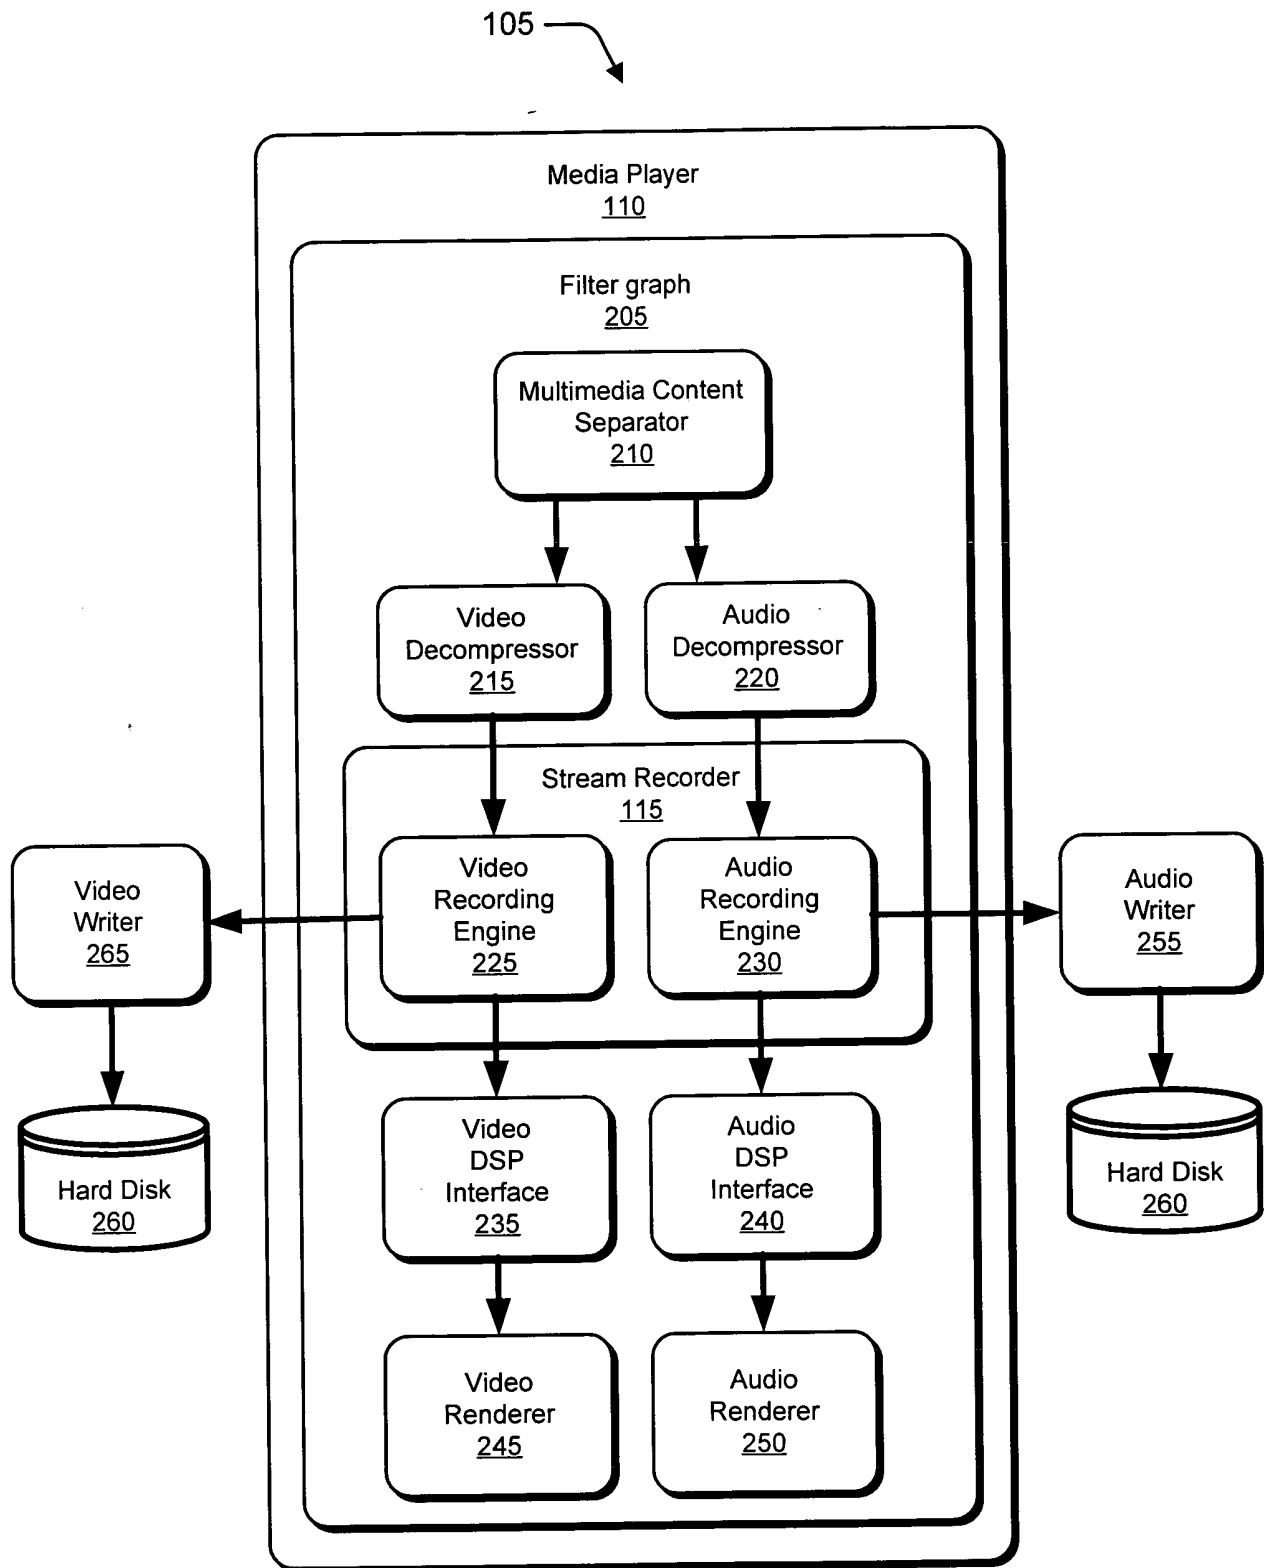 105
Media Player
110
Filter graph
205
Multimedia Content
Separator
210
Video
Decompressor
215
Audio
Decompressor
220
Stream Recorder
115
Video
Recording
Engine
225
Audio
Recording
Engine
230
Video
Writer
265
Audio
Writer
255
Hard Disk
260
Video
DSP
Interface
235
Audio
DSP
Interface
240
Hard Disk
260
Video
Renderer
245
Audio
Renderer
250